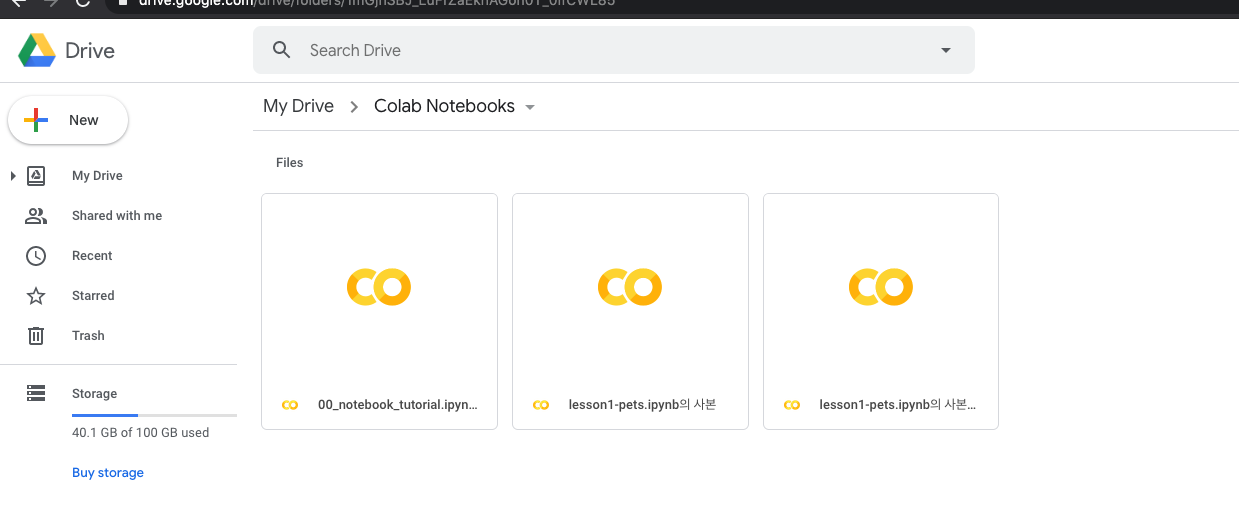 drive.google.com/drive/folders/
Drive
Search Drive
New
My Drive > Colab Notebooks
My Drive
Shared with me
Recent
Starred
Trash
Storage
40.1 GB of 100 GB used
Buy storage
Files
00_notebook_tutorial.ipyn...
lesson1-pets.ipynb의 사본
lesson1-pets.ipynb의 사본...